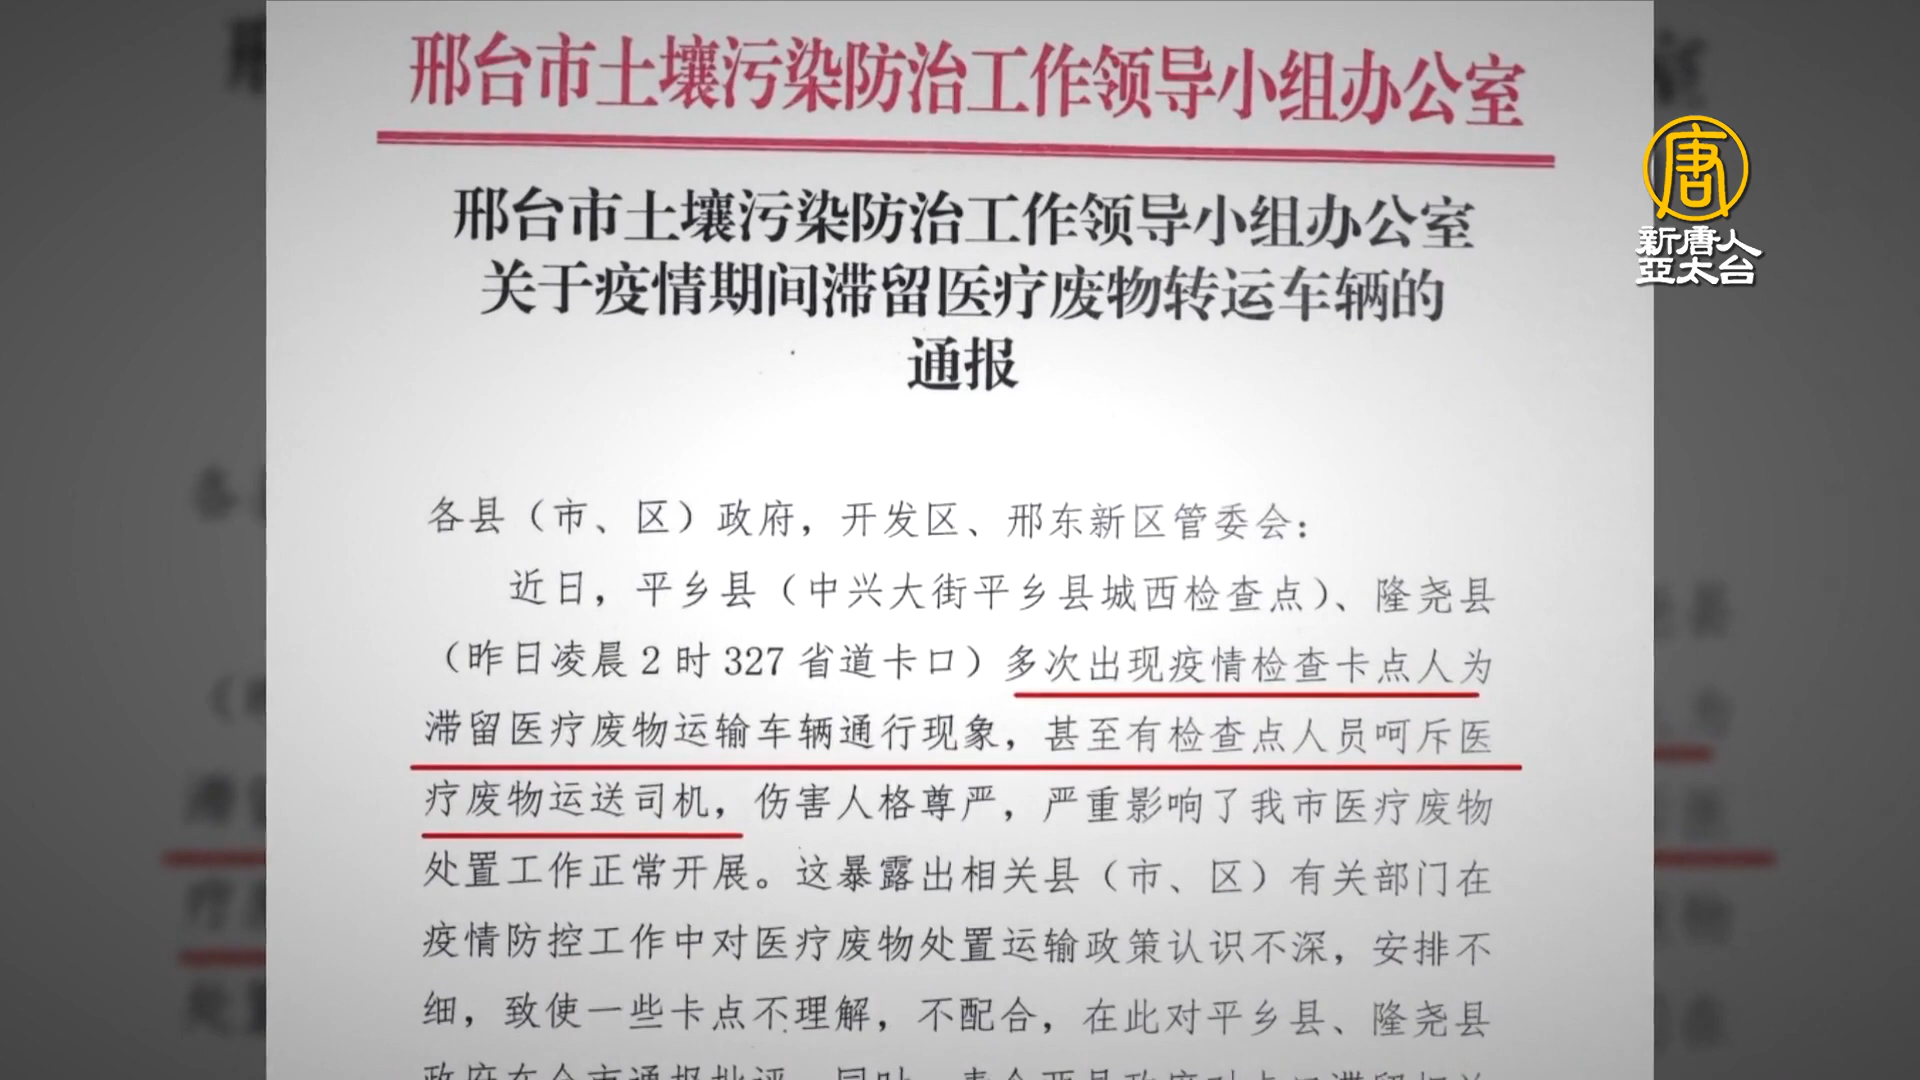 邢台市土壤污染防治工作领导小组办公室
唐
新唐人
亞太台
邢台市土壤污染防治工作领导小组办公室
关于疫情期间滞留医疗废物转运车辆的
通报
各县（市、区）政府，开发区、邢东新区管委会：
近日，平乡县（中兴大街平乡县城西检查点）、隆尧县
（昨日凌晨2时327省道卡口）多次出现疫情检查卡点人为
滞留医疗废物运输车辆通行现象，甚至有检查点人员呵斥医
疗废物运送司机，伤害人格尊严，严重影响了我市医疗废物
处置工作正常开展。这暴露出相关县（市、区）有关部门在
疫情防控工作中对医疗废物处置运输政策认识不深，安排不
细，致使一些卡点不理解，不配合，在此对平乡县、隆尧县